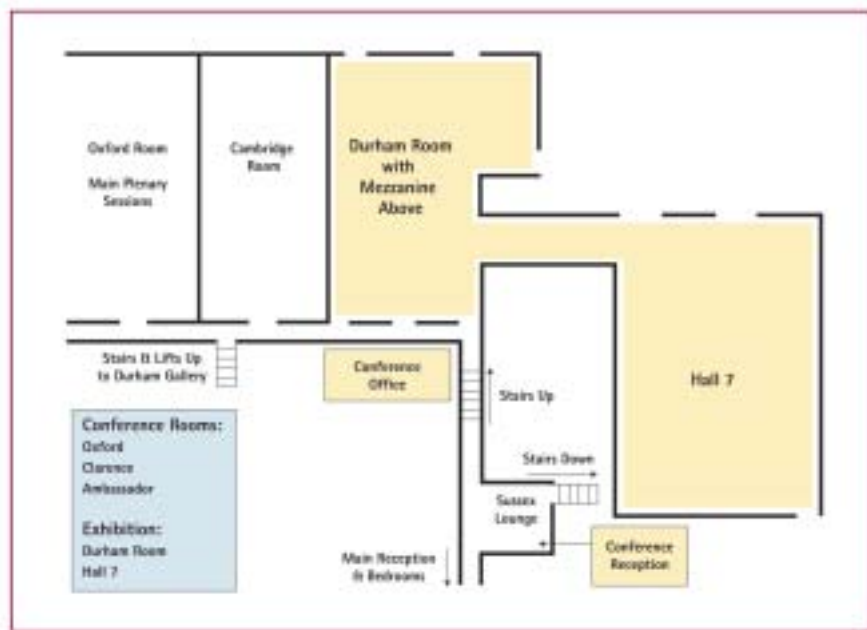 Oxford Room
Main Plenary
Sessions
Cambridge
Room
Durham Room
with
Mezzanine
Above
Hall 7
Stairs & Lifts Up
to Durham Gallery
Conference
Office
Stairs Up
Stairs Down
Sussex
Lounge
Conference
Reception
Main Reception
& Bedrooms
Conference Rooms:
Oxford
Clarence
Ambassador
Exhibition:
Durham Room
Hall 7